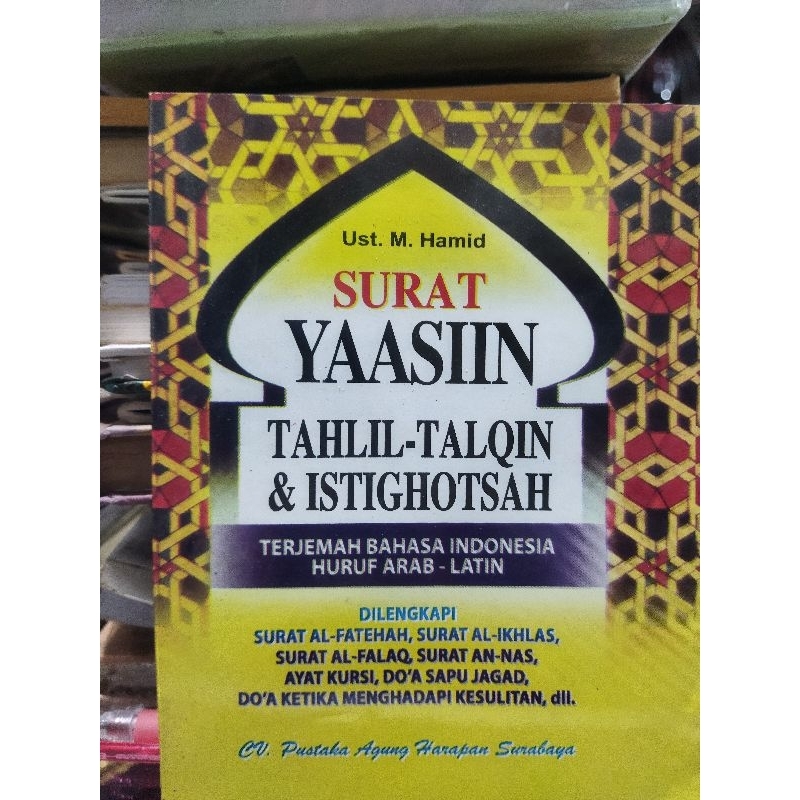 Ust. M. Hamid
SURAT
YAASIIN
TAHLIL-TALQIN
& ISTIGHOTSAH
TERJEMAH BAHASA INDONESIA
HURUF ARAB - LATIN
DILENGKAPI
SURAT AL-FATEHAH, SURAT AL-IKHLAS,
SURAT AL-FALAQ, SURAT AN-NAS,
AYAT KURSI, DO'A SAPU JAGAD,
DO'A KETIKA MENGHADAPI KESULITAN, dll.
CV. Pustaka Agung Harapan Surabaya